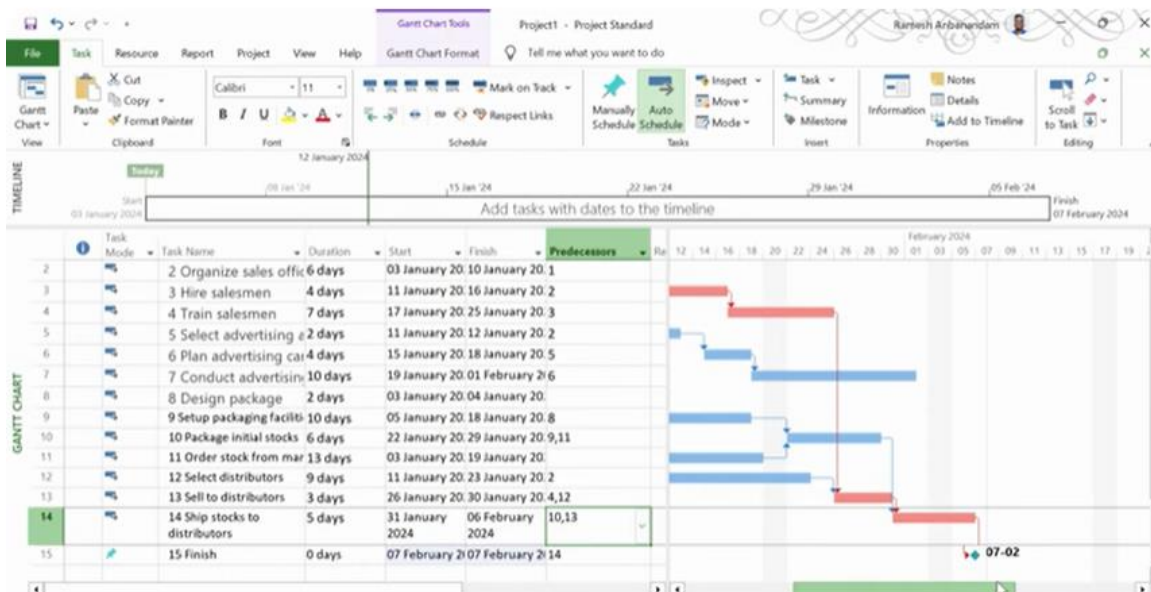 Gantt Chart Tools
Project1 - Project Standard
Ramesh Anbanandam
File Task Resource Report Project View Help Gantt Chart Format Tell me what you want to do
Gantt Chart
View
Paste
Cut
Copy
Format Painter
Clipboard
Calibri 11
B I U A
Font
Mark on Track
Respect Links
Schedule
Manually Schedule
Auto Schedule
Inspect
Move
Mode
Tasks
Task
Summary
Milestone
Insert
Information
Notes
Details
Add to Timeline
Properties
Scroll to Task
Editing
TIMELINE
12 January 2024
Today
08 Jan '24 15 Jan '24 22 Jan '24 29 Jan '24 05 Feb '24
Start
03 January 2024
Add tasks with dates to the timeline
Finish
07 February 2024
GANTT CHART
Task Mode Task Name Duration Start Finish Predecessors Re
February 2024
12 14 16 18 20 22 24 26 28 30 01 03 05 07 09 11 13 15 17 19
2 2 Organize sales offic 6 days 03 January 20 10 January 20 1
3 3 Hire salesmen 4 days 11 January 20 16 January 20 2
4 4 Train salesmen 7 days 17 January 20 25 January 20 3
5 5 Select advertising a 2 days 11 January 20 12 January 20 2
6 6 Plan advertising car 4 days 15 January 20 18 January 20 5
7 7 Conduct advertisin 10 days 19 January 20 01 February 2 6
8 8 Design package 2 days 03 January 20 04 January 20
9 9 Setup packaging faciliti 10 days 05 January 20 18 January 20 8
10 10 Package initial stocks 6 days 22 January 20 29 January 20 9,11
11 11 Order stock from mar 13 days 03 January 20 19 January 20
12 12 Select distributors 9 days 11 January 20 23 January 20 2
13 13 Sell to distributors 3 days 26 January 20 30 January 20 4,12
14 14 Ship stocks to distributors 5 days 31 January 2024 06 February 2024 10,13
15 15 Finish 0 days 07 February 2 07 February 2 14
07-02